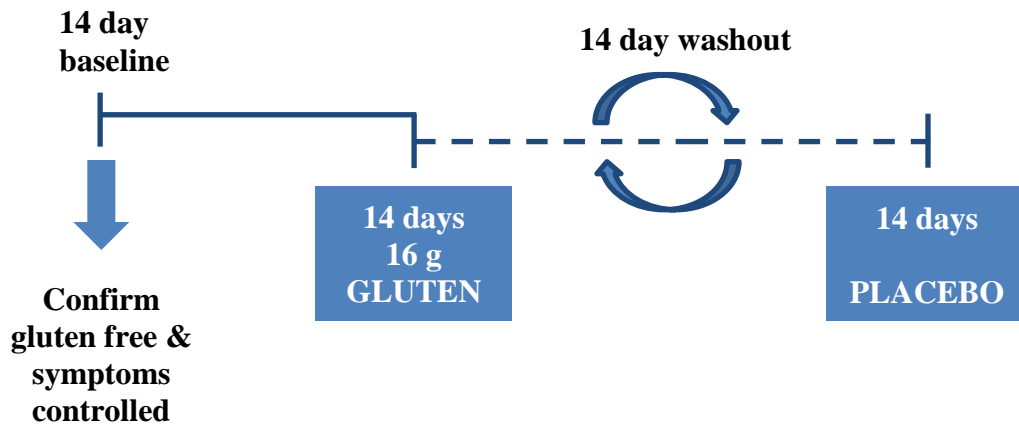 14 day
baseline
14 day washout
Confirm
gluten free &
symptoms
controlled
14 days
16 g
GLUTEN
14 days
PLACEBO